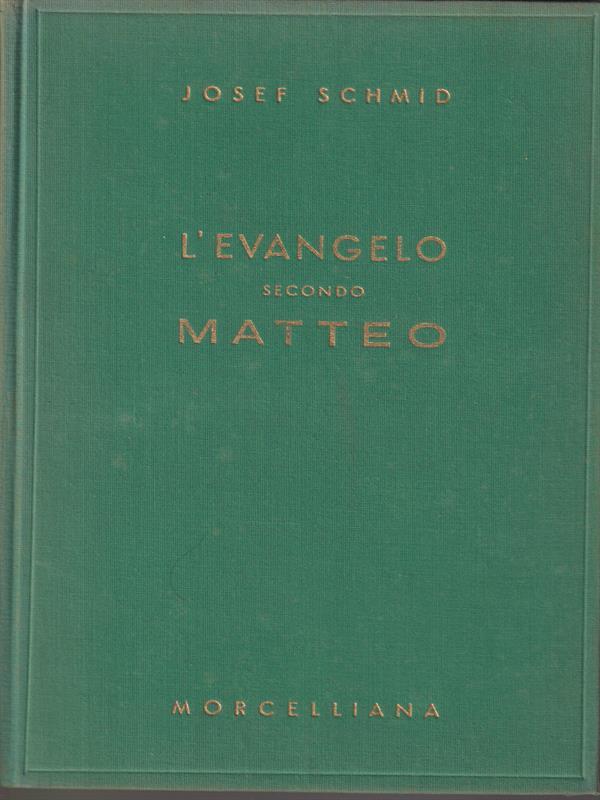 JOSEF SCHMID
L'EVANGELO
SECONDO
MATTEO
MORCELLIANA